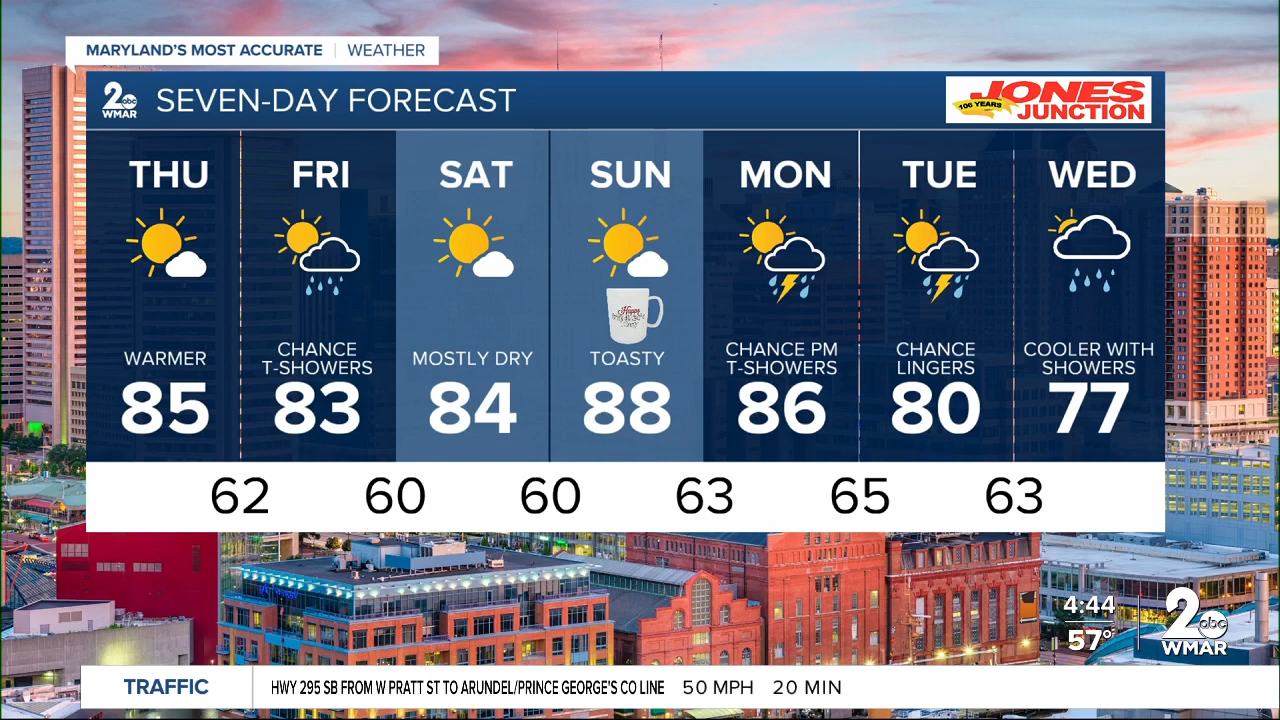 MARYLAND'S MOST ACCURATE | WEATHER
2 abc WMAR
SEVEN-DAY FORECAST
JONES JUNCTION
106 YEARS
THU FRI SAT SUN MON TUE WED
Happy
WARMER
CHANCE T-SHOWERS
MOSTLY DRY
TOASTY
CHANCE PM T-SHOWERS
CHANCE LINGERS
COOLER WITH SHOWERS
85 83 84 88 86 80 77
62 60 60 63 65 63
4:44
57°
2 abc WMAR
TRAFFIC
HWY 295 SB FROM W PRATT ST TO ARUNDEL/PRINCE GEORGE'S CO LINE 50 MPH 20 MIN